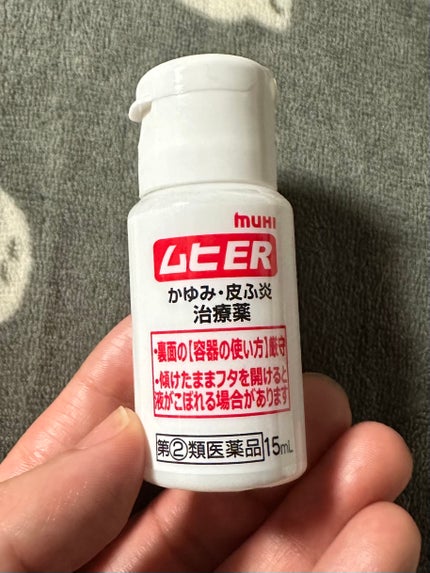 muHI
ムヒER
かゆみ・皮ふ炎
治療薬
・裏面の【容器の使い方】厳守
・傾けたままフタを開けると
液がこぼれる場合があります
指②類医薬品 15mL